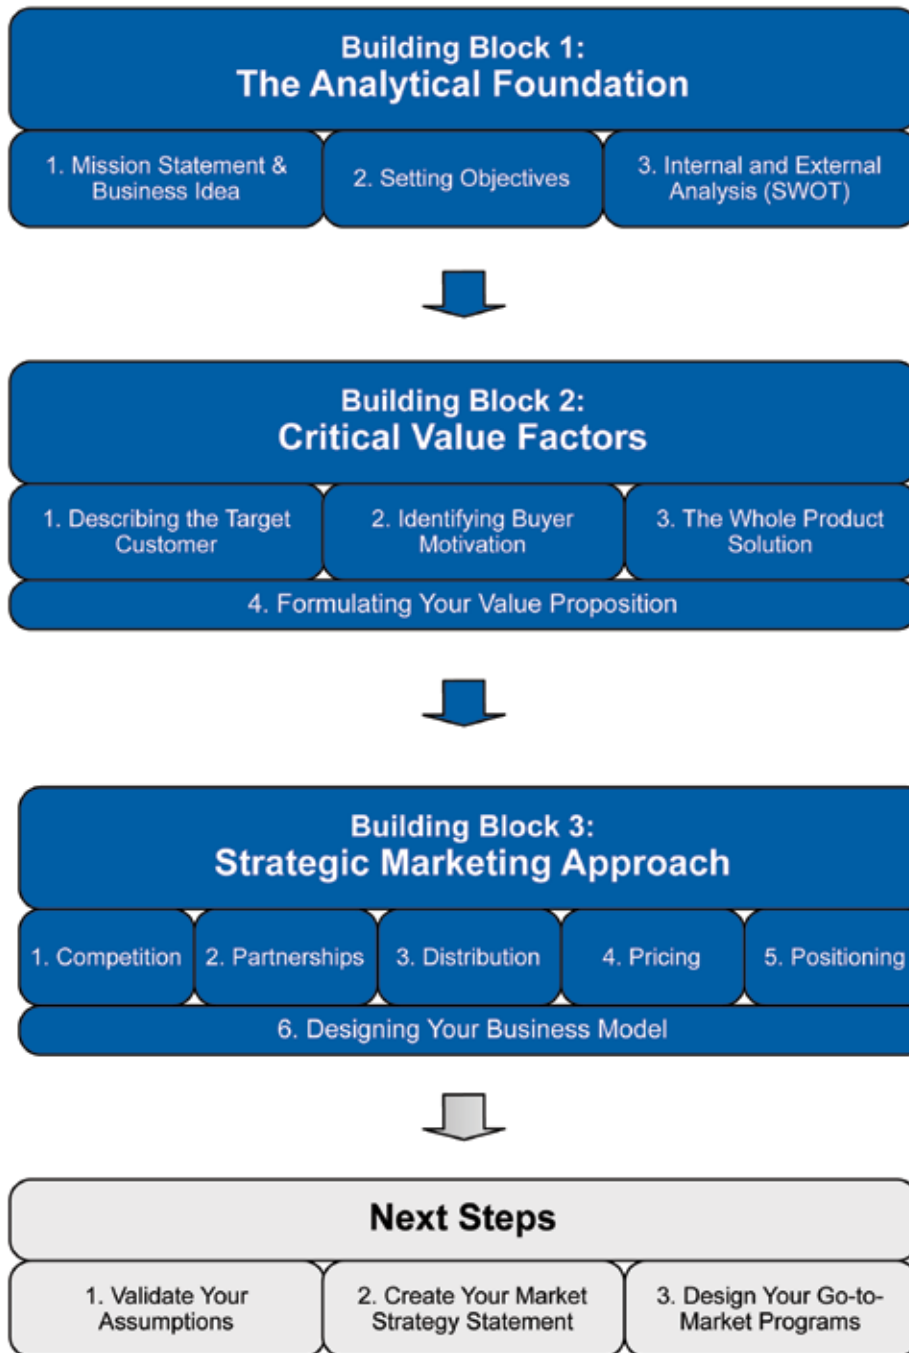 Building Block 1:
The Analytical Foundation
1. Mission Statement &
Business Idea
2. Setting Objectives
3. Internal and External
Analysis (SWOT)
Building Block 2:
Critical Value Factors
1. Describing the Target
Customer
2. Identifying Buyer
Motivation
3. The Whole Product
Solution
4. Formulating Your Value Proposition
Building Block 3:
Strategic Marketing Approach
1. Competition
2. Partnerships
3. Distribution
4. Pricing
5. Positioning
6. Designing Your Business Model
Next Steps
1. Validate Your
Assumptions
2. Create Your Market
Strategy Statement
3. Design Your Go-to-
Market Programs